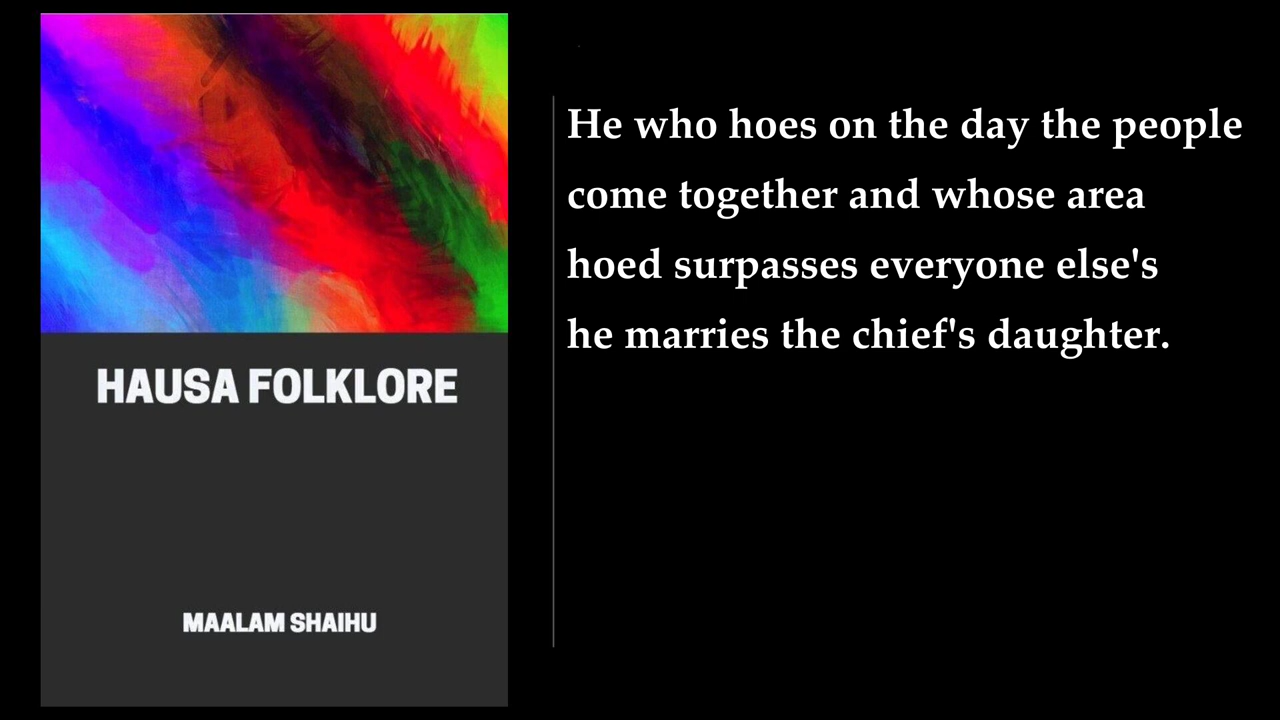 HAUSA FOLKLORE
MAALAM SHAIHU
He who hoes on the day the people
come together and whose area
hoed surpasses everyone else's
he marries the chief's daughter.